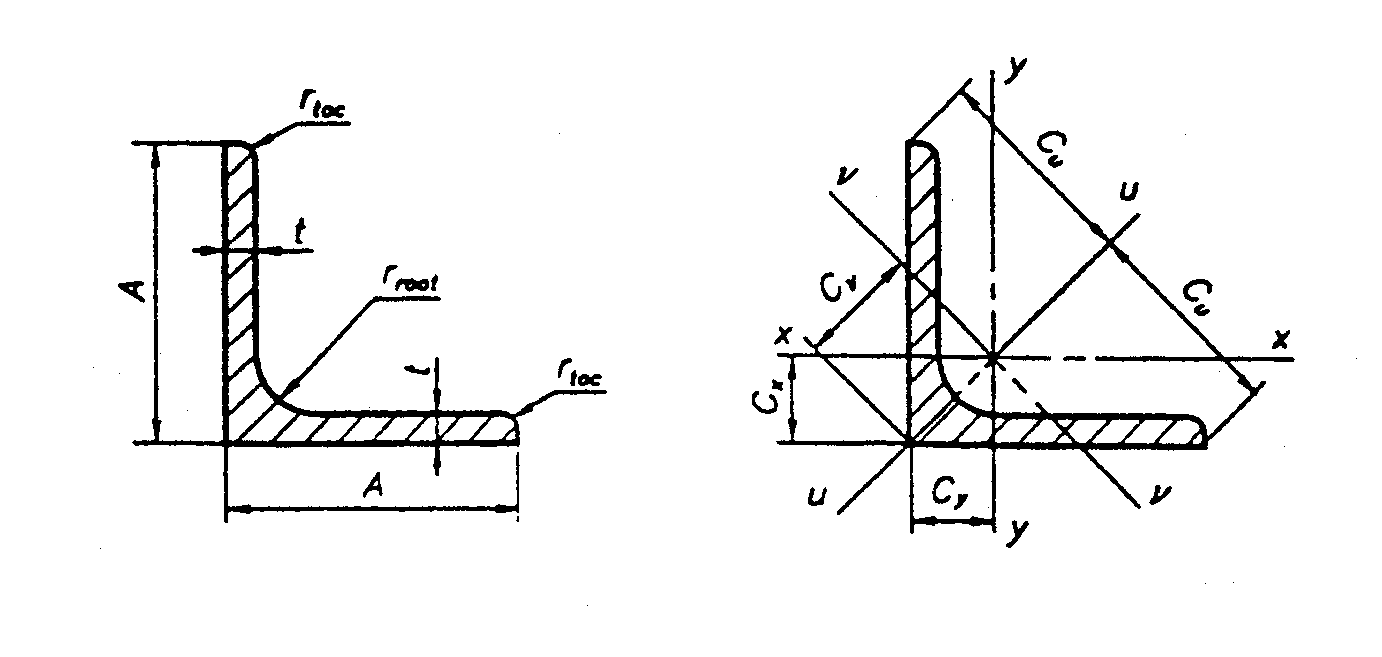 r_toe
t
A
r_root
t
r_toe
A
y
C_u
v
u
C_v
C_u
x
x
C_x
u
C_y
v
y